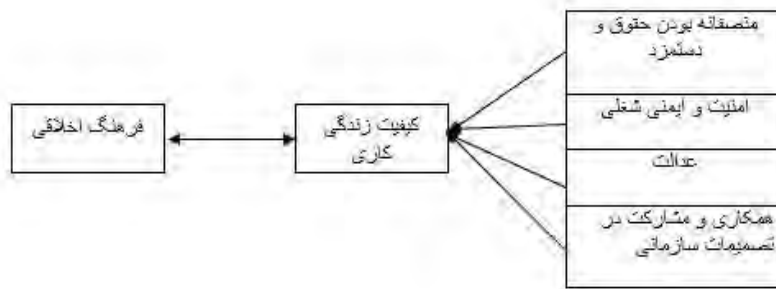 منصفانه بودن حقوق و
دستمزد
امنیت و ایمنی شغلی
عدالت
همکاری و مشارکت در
تصمیمات سازمانی
کیفیت زندگی
کاری
فرهنگ اخلاقی